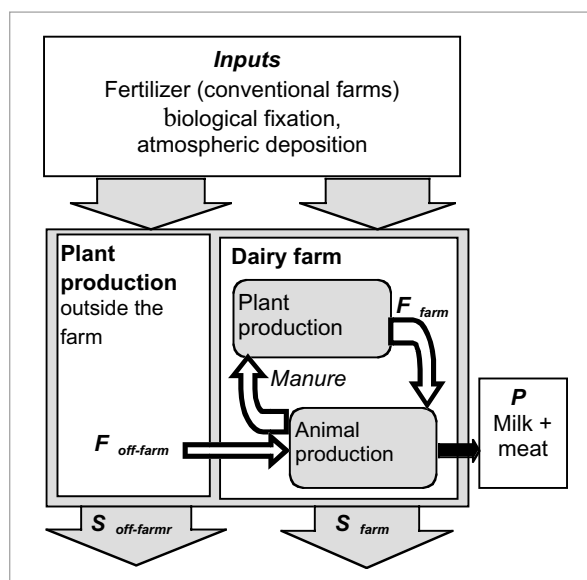 Inputs
Fertilizer (conventional farms)
biological fixation,
atmospheric deposition
Plant
production
outside the
farm
Dairy farm
Plant
production
F farm
Manure
Animal
production
F off-farm
P
Milk +
meat
S off-farmr
S farm